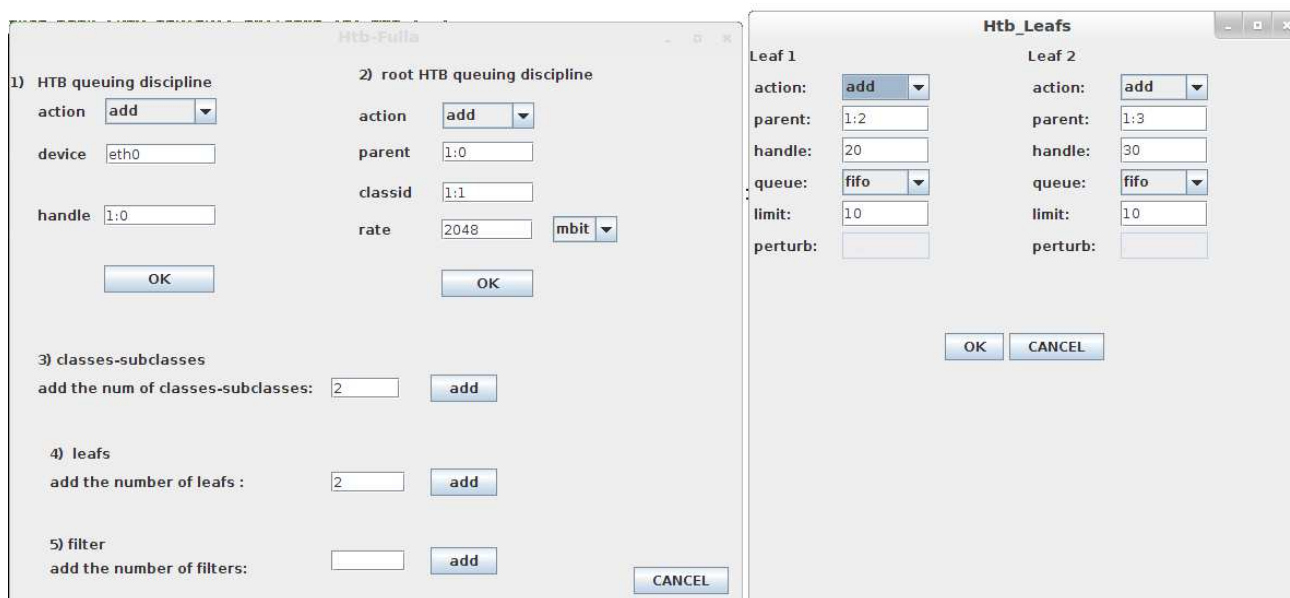 Htb-Fulla
1) HTB queuing discipline
action add
device eth0
handle 1:0
OK
2) root HTB queuing discipline
action add
parent 1:0
classid 1:1
rate 2048 mbit
OK
3) classes-subclasses
add the num of classes-subclasses: 2 add
4) leafs
add the number of leafs : 2 add
5) filter
add the number of filters: add
CANCEL
Htb_Leafs
Leaf 1
action: add
parent: 1:2
handle: 20
queue: fifo
limit: 10
perturb:
Leaf 2
action: add
parent: 1:3
handle: 30
queue: fifo
limit: 10
perturb:
OK CANCEL